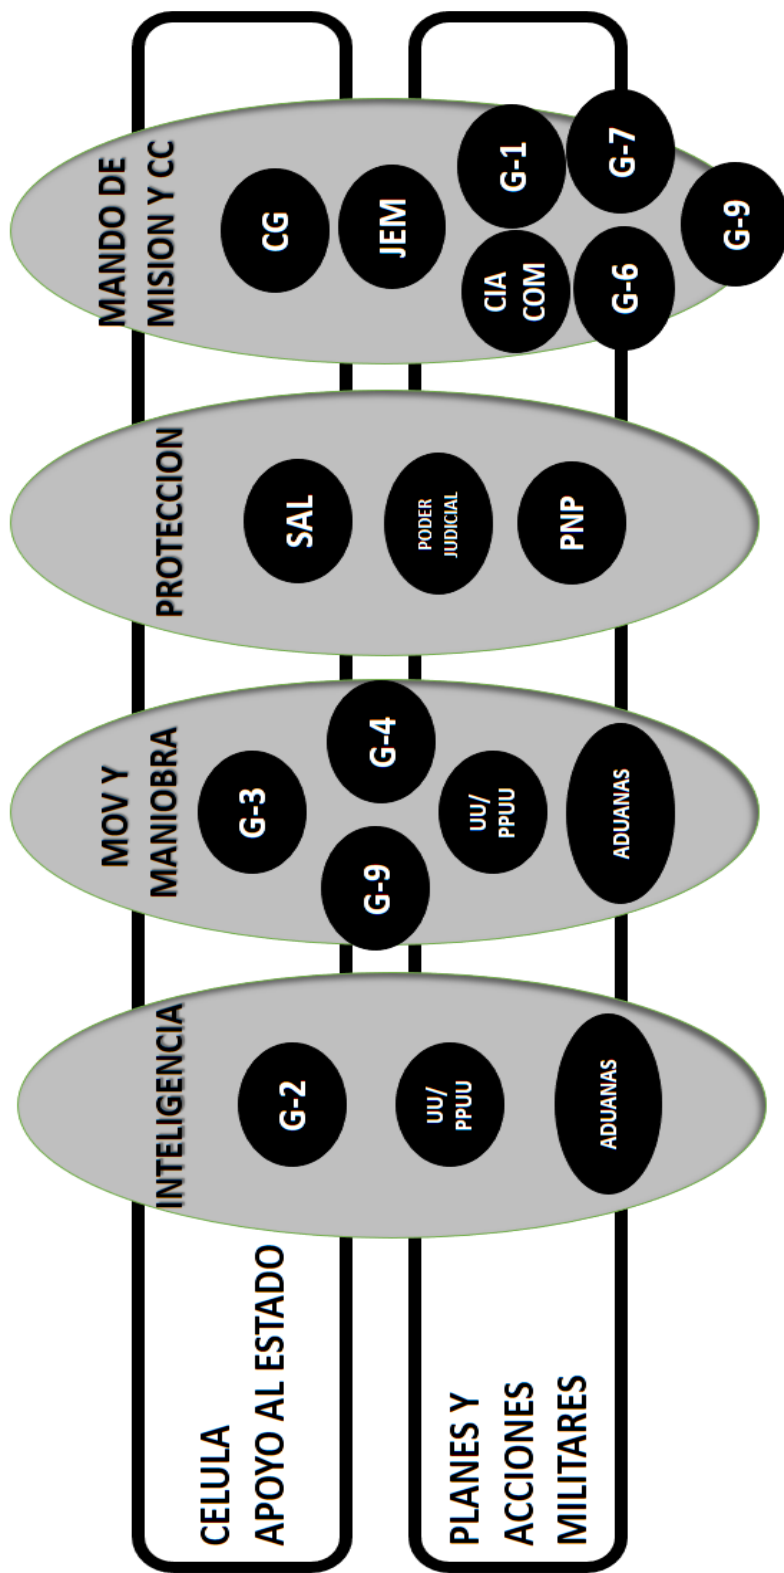 CELULA
APOYO AL ESTADO
PLANES Y
ACCIONES
MILITARES
INTELIGENCIA
G-2
UU/
PPUU
ADUANAS
MOV Y
MANIOBRA
G-3
G-9
G-4
UU/
PPUU
ADUANAS
PROTECCION
SAL
PODER
JUDICIAL
PNP
MANDO DE
MISION Y CC
CG
JEM
CIA
COM
G-1
G-6
G-7
G-9